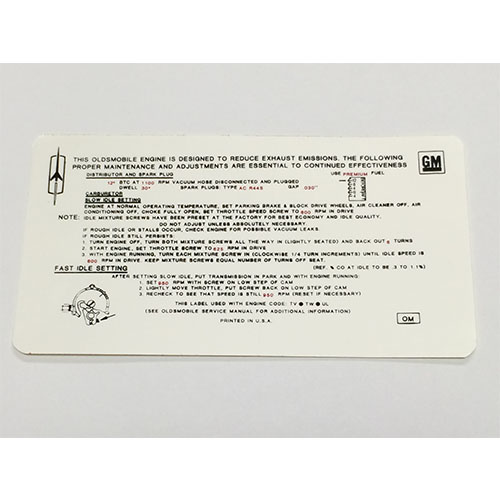 THIS OLDSMOBILE ENGINE IS DESIGNED TO REDUCE EXHAUST EMISSIONS. THE FOLLOWING
PROPER MAINTENANCE AND ADJUSTMENTS ARE ESSENTIAL TO CONTINUED EFFECTIVENESS
GM
DISTRIBUTOR AND SPARK PLUG USE PREMIUM FUEL
12° BTC AT 1100 RPM VACUUM HOSE DISCONNECTED AND PLUGGED
DWELL 30° SPARK PLUGS: TYPE AC R44S GAP .030"
CARBURETOR
SLOW IDLE SETTING
ENGINE AT NORMAL OPERATING TEMPERATURE, SET PARKING BRAKE & BLOCK DRIVE WHEELS, AIR CLEANER OFF, AIR
CONDITIONING OFF, CHOKE FULLY OPEN, SET THROTTLE SPEED SCREW TO 600 RPM IN DRIVE
NOTE: IDLE MIXTURE SCREWS HAVE BEEN PRESET AT THE FACTORY FOR BEST ECONOMY AND IDLE QUALITY.
DO NOT ADJUST UNLESS ABSOLUTELY NECESSARY.
IF ROUGH IDLE OR STALLS OCCUR, CHECK ENGINE FOR POSSIBLE VACUUM LEAKS.
IF ROUGH IDLE STILL PERSISTS:
1. TURN ENGINE OFF, TURN BOTH MIXTURE SCREWS ALL THE WAY IN (LIGHTLY SEATED) AND BACK OUT 6 TURNS
2. START ENGINE, SET THROTTLE SCREW TO 625 RPM IN DRIVE
3. WITH ENGINE RUNNING, TURN EACH MIXTURE SCREW IN (CLOCKWISE 1/4 TURN INCREMENTS) UNTIL IDLE SPEED IS
600 RPM IN DRIVE. KEEP MIXTURE SCREWS EQUAL NUMBER OF TURNS OFF SEAT.
FAST IDLE SETTING (REF. % CO AT IDLE TO BE .3 TO 1.1%)
AFTER SETTING SLOW IDLE, PUT TRANSMISSION IN PARK AND WITH ENGINE RUNNING:
1. SET 950 RPM WITH SCREW ON LOW STEP OF CAM
2. LIGHTLY MOVE THROTTLE, PUT SCREW BACK ON LOW STEP OF CAM
3. RECHECK TO SEE THAT SPEED IS STILL 950 RPM (RESET IF NECESSARY)
THIS LABEL USED WITH ENGINE CODE: TV TW UL
(SEE OLDSMOBILE SERVICE MANUAL FOR ADDITIONAL INFORMATION)
PRINTED IN U.S.A.
OM